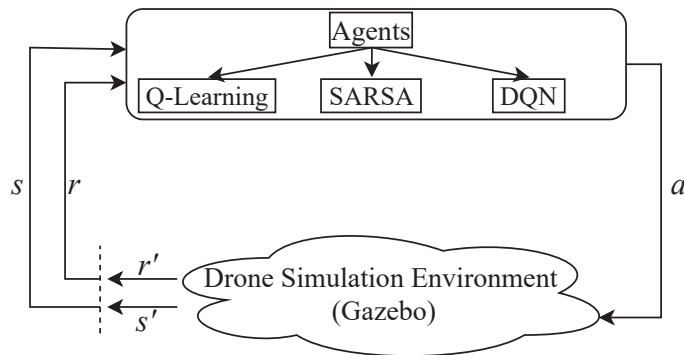 Agents
Q-Learning SARSA DQN
s r a
r'
Drone Simulation Environment
s'
(Gazebo)